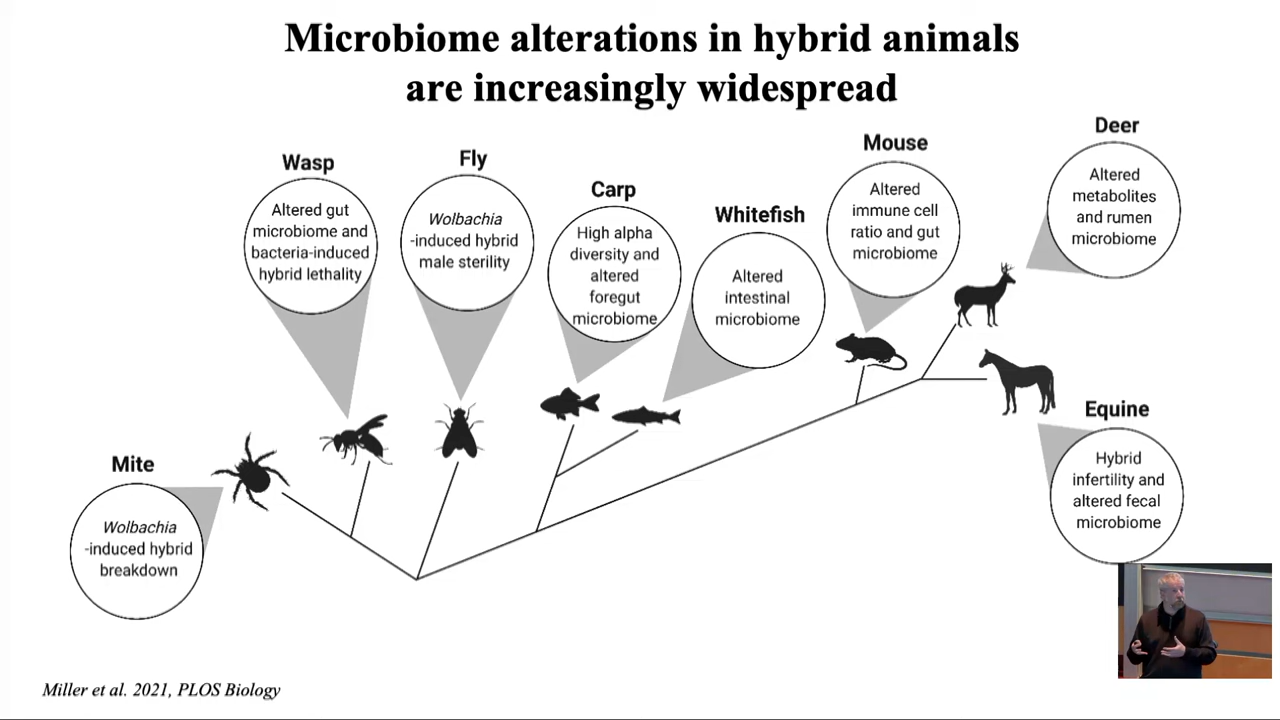 Microbiome alterations in hybrid animals
are increasingly widespread
Mite
Wolbachia
-induced hybrid
breakdown
Wasp
Altered gut
microbiome and
bacteria-induced
hybrid lethality
Fly
Wolbachia
-induced hybrid
male sterility
Carp
High alpha
diversity and
altered
foregut
microbiome
Whitefish
Altered
intestinal
microbiome
Mouse
Altered
immune cell
ratio and gut
microbiome
Deer
Altered
metabolites
and rumen
microbiome
Equine
Hybrid
infertility and
altered fecal
microbiome
Miller et al. 2021, PLOS Biology